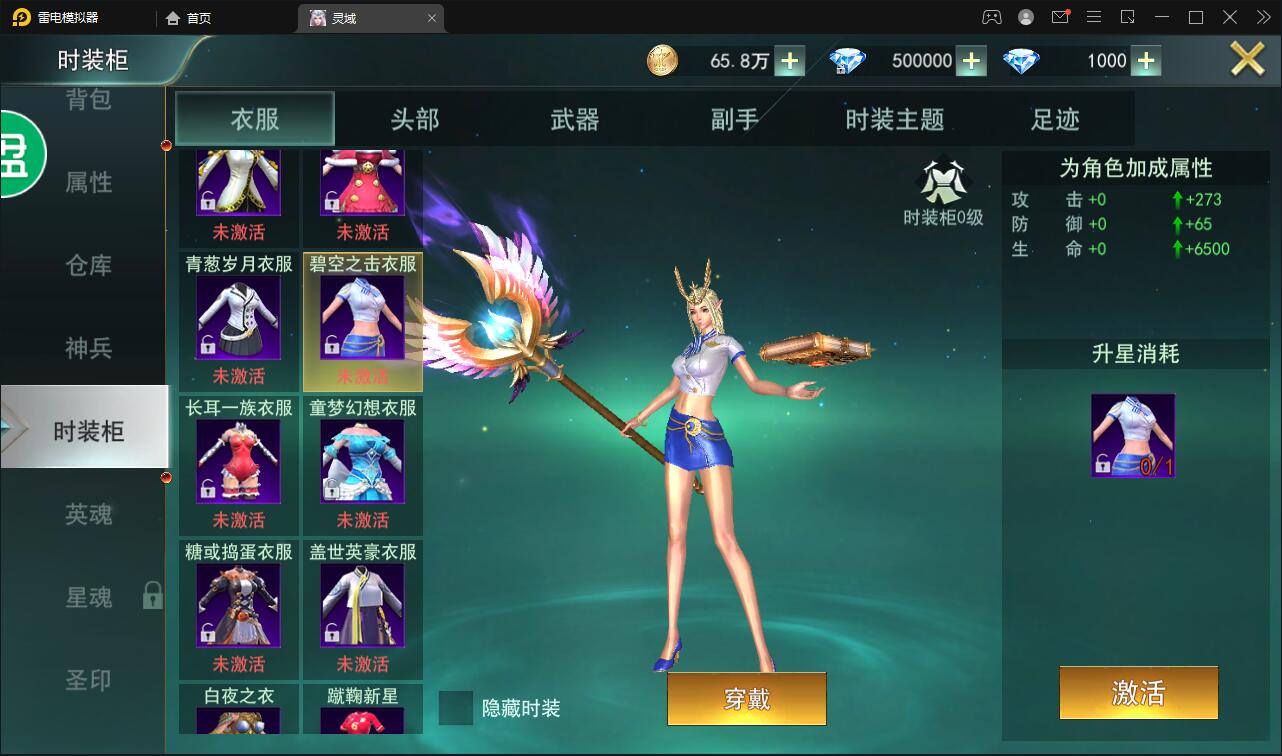 雷电模拟器
首页
灵域
时装柜
65.8万
500000
1000
背包
属性
仓库
神兵
时装柜
英魂
星魂
圣印
盘
衣服
头部
武器
副手
时装主题
足迹
未激活
未激活
青葱岁月衣服
碧空之击衣服
未激活
未激活
长耳一族衣服
童梦幻想衣服
未激活
未激活
糖或捣蛋衣服
盖世英豪衣服
未激活
未激活
白夜之衣
蹴鞠新星
6
时装柜0级
隐藏时装
穿戴
为角色加成属性
攻 击 +0 +273
防 御 +0 +65
生 命 +0 +6500
升星消耗
0/1
激活